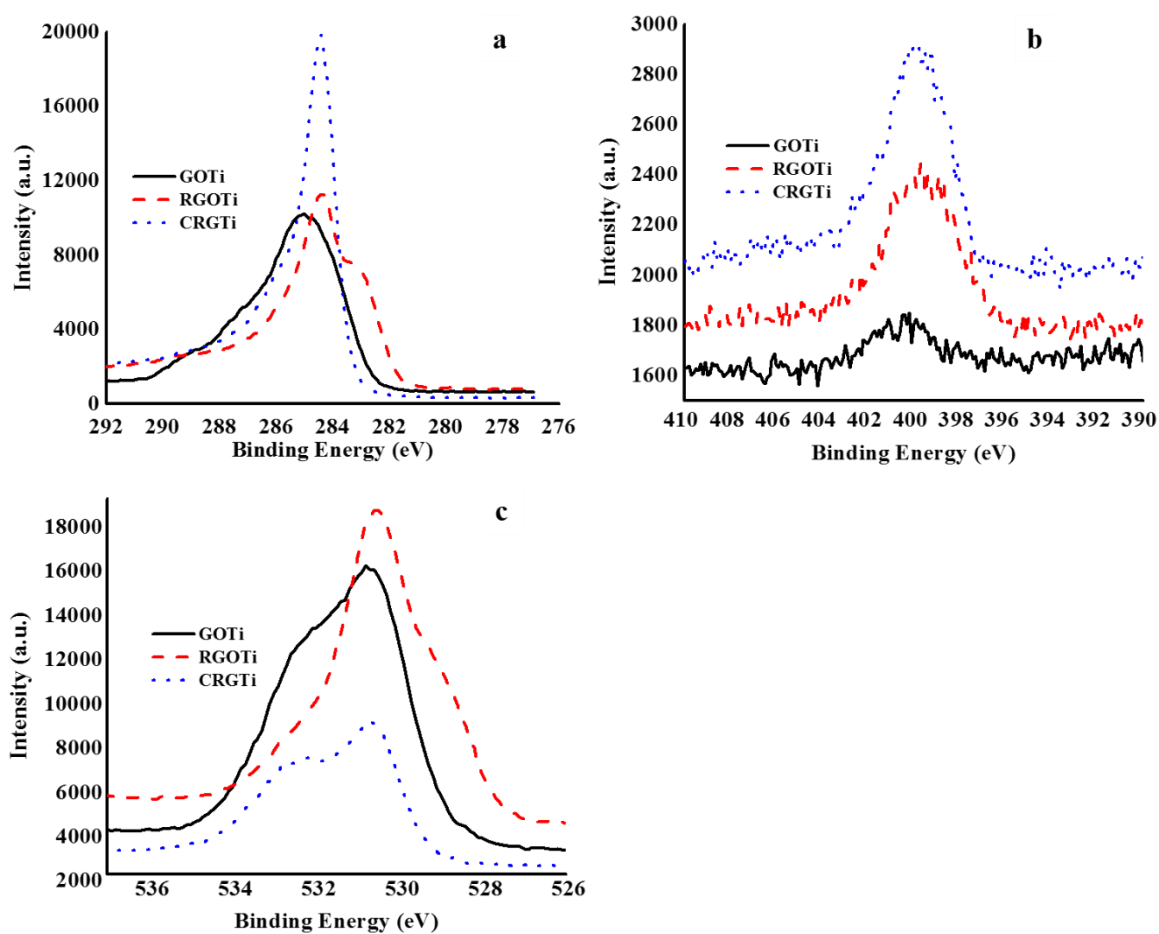 a
20000
16000
12000
8000
4000
0
Intensity (a.u.)
GOTi
RGOTi
CRGTi
292 290 288 286 284 282 280 278 276
Binding Energy (eV)
b
3000
2800
2600
2400
2200
2000
1800
1600
Intensity (a.u.)
GOTi
RGOTi
CRGTi
410 408 406 404 402 400 398 396 394 392 390
Binding Energy (eV)
c
18000
16000
14000
12000
10000
8000
6000
4000
2000
Intensity (a.u.)
GOTi
RGOTi
CRGTi
536 534 532 530 528 526
Binding Energy (eV)